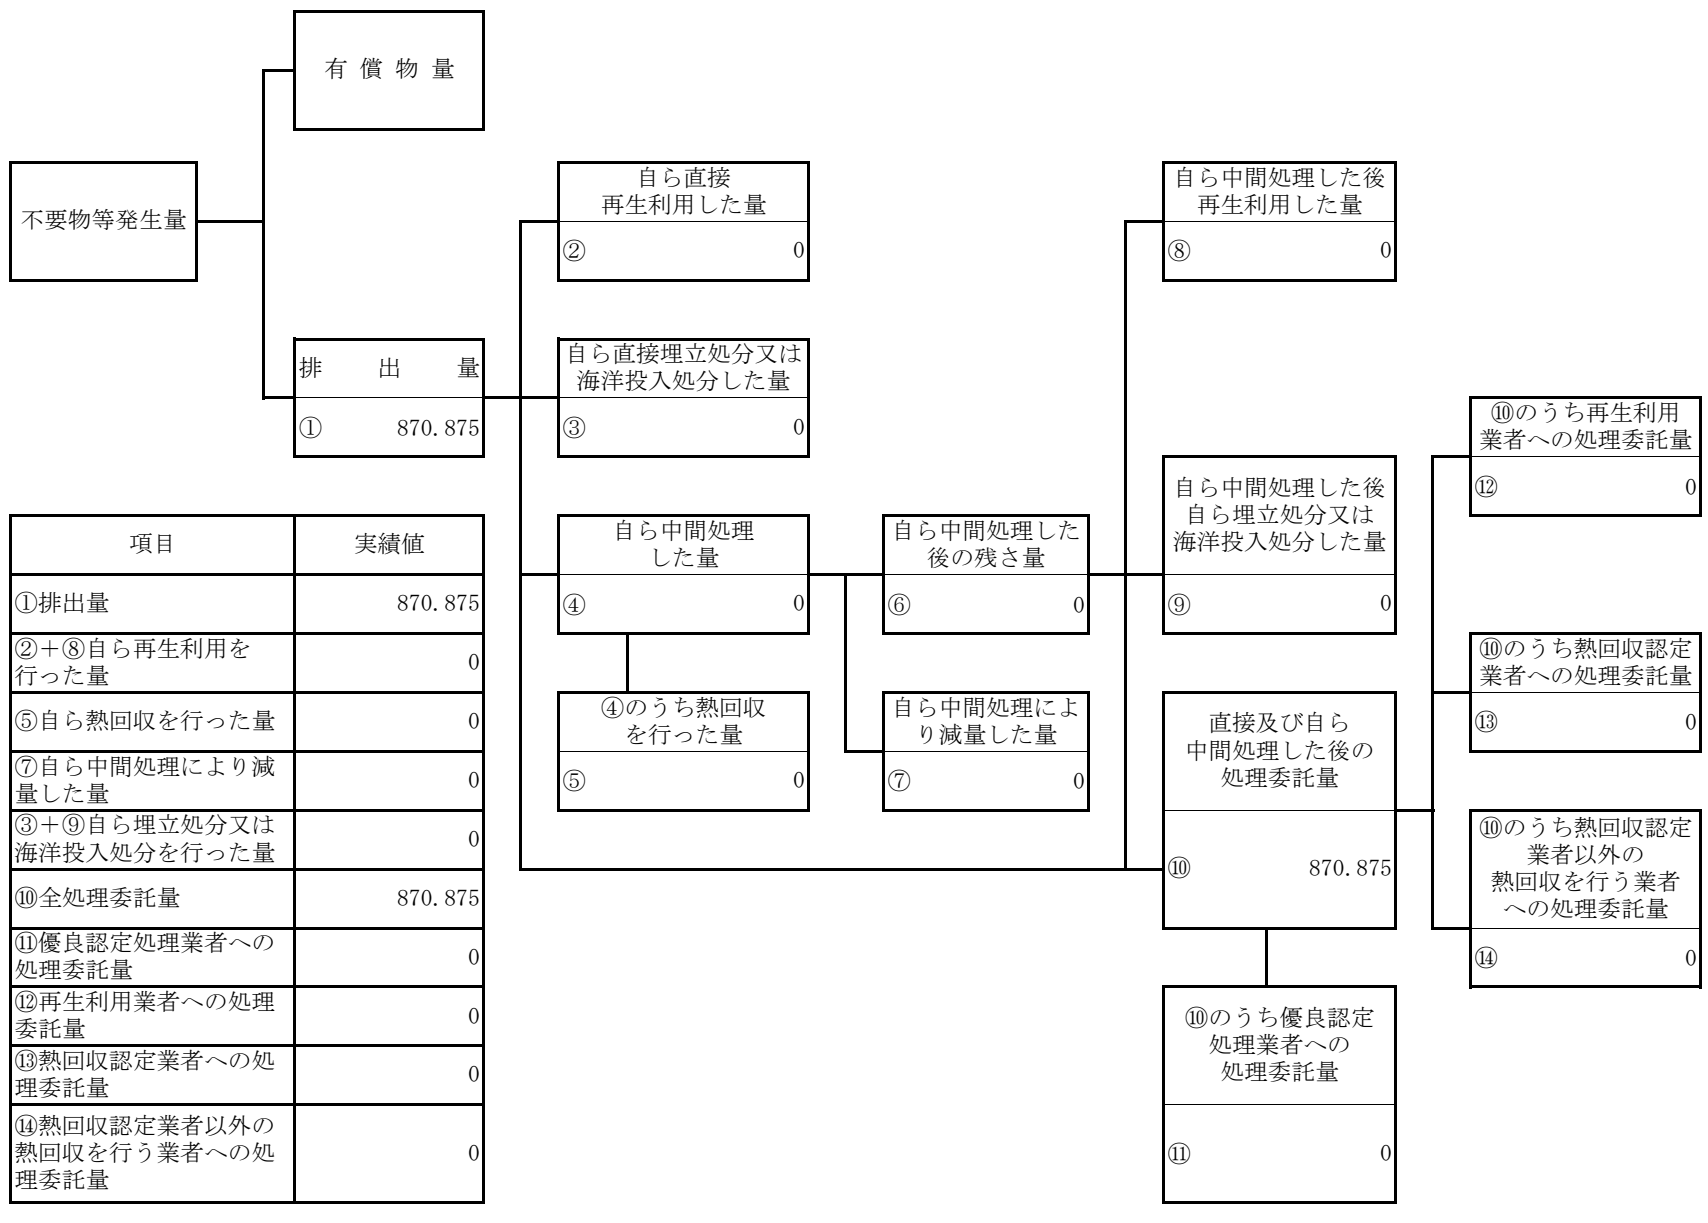 有償物量
不要物等発生量
自ら直接
再生利用した量
② 0
自ら中間処理した後
再生利用した量
⑧ 0
排出量
① 870.875
自ら直接埋立処分又は
海洋投入処分した量
③ 0
⑩のうち再生利用
業者への処理委託量
⑫ 0
自ら中間処理した後
自ら埋立処分又は
海洋投入処分した量
⑨ 0
自ら中間処理
した量
④ 0
自ら中間処理した
後の残さ量
⑥ 0
⑩のうち熱回収認定
業者への処理委託量
⑬ 0
④のうち熱回収
を行った量
⑤ 0
自ら中間処理によ
り減量した量
⑦ 0
直接及び自ら
中間処理した後の
処理委託量
⑩ 870.875
⑩のうち熱回収認定
業者以外の
熱回収を行う業者
への処理委託量
⑭ 0
⑩のうち優良認定
処理業者への
処理委託量
⑪ 0
項目 実績値
①排出量 870.875
②＋⑧自ら再生利用を
行った量 0
⑤自ら熱回収を行った量 0
⑦自ら中間処理により減
量した量 0
③＋⑨自ら埋立処分又は
海洋投入処分を行った量 0
⑩全処理委託量 870.875
⑪優良認定処理業者への
処理委託量 0
⑫再生利用業者への処理
委託量 0
⑬熱回収認定業者への処
理委託量 0
⑭熱回収認定業者以外の
熱回収を行う業者への処
理委託量 0